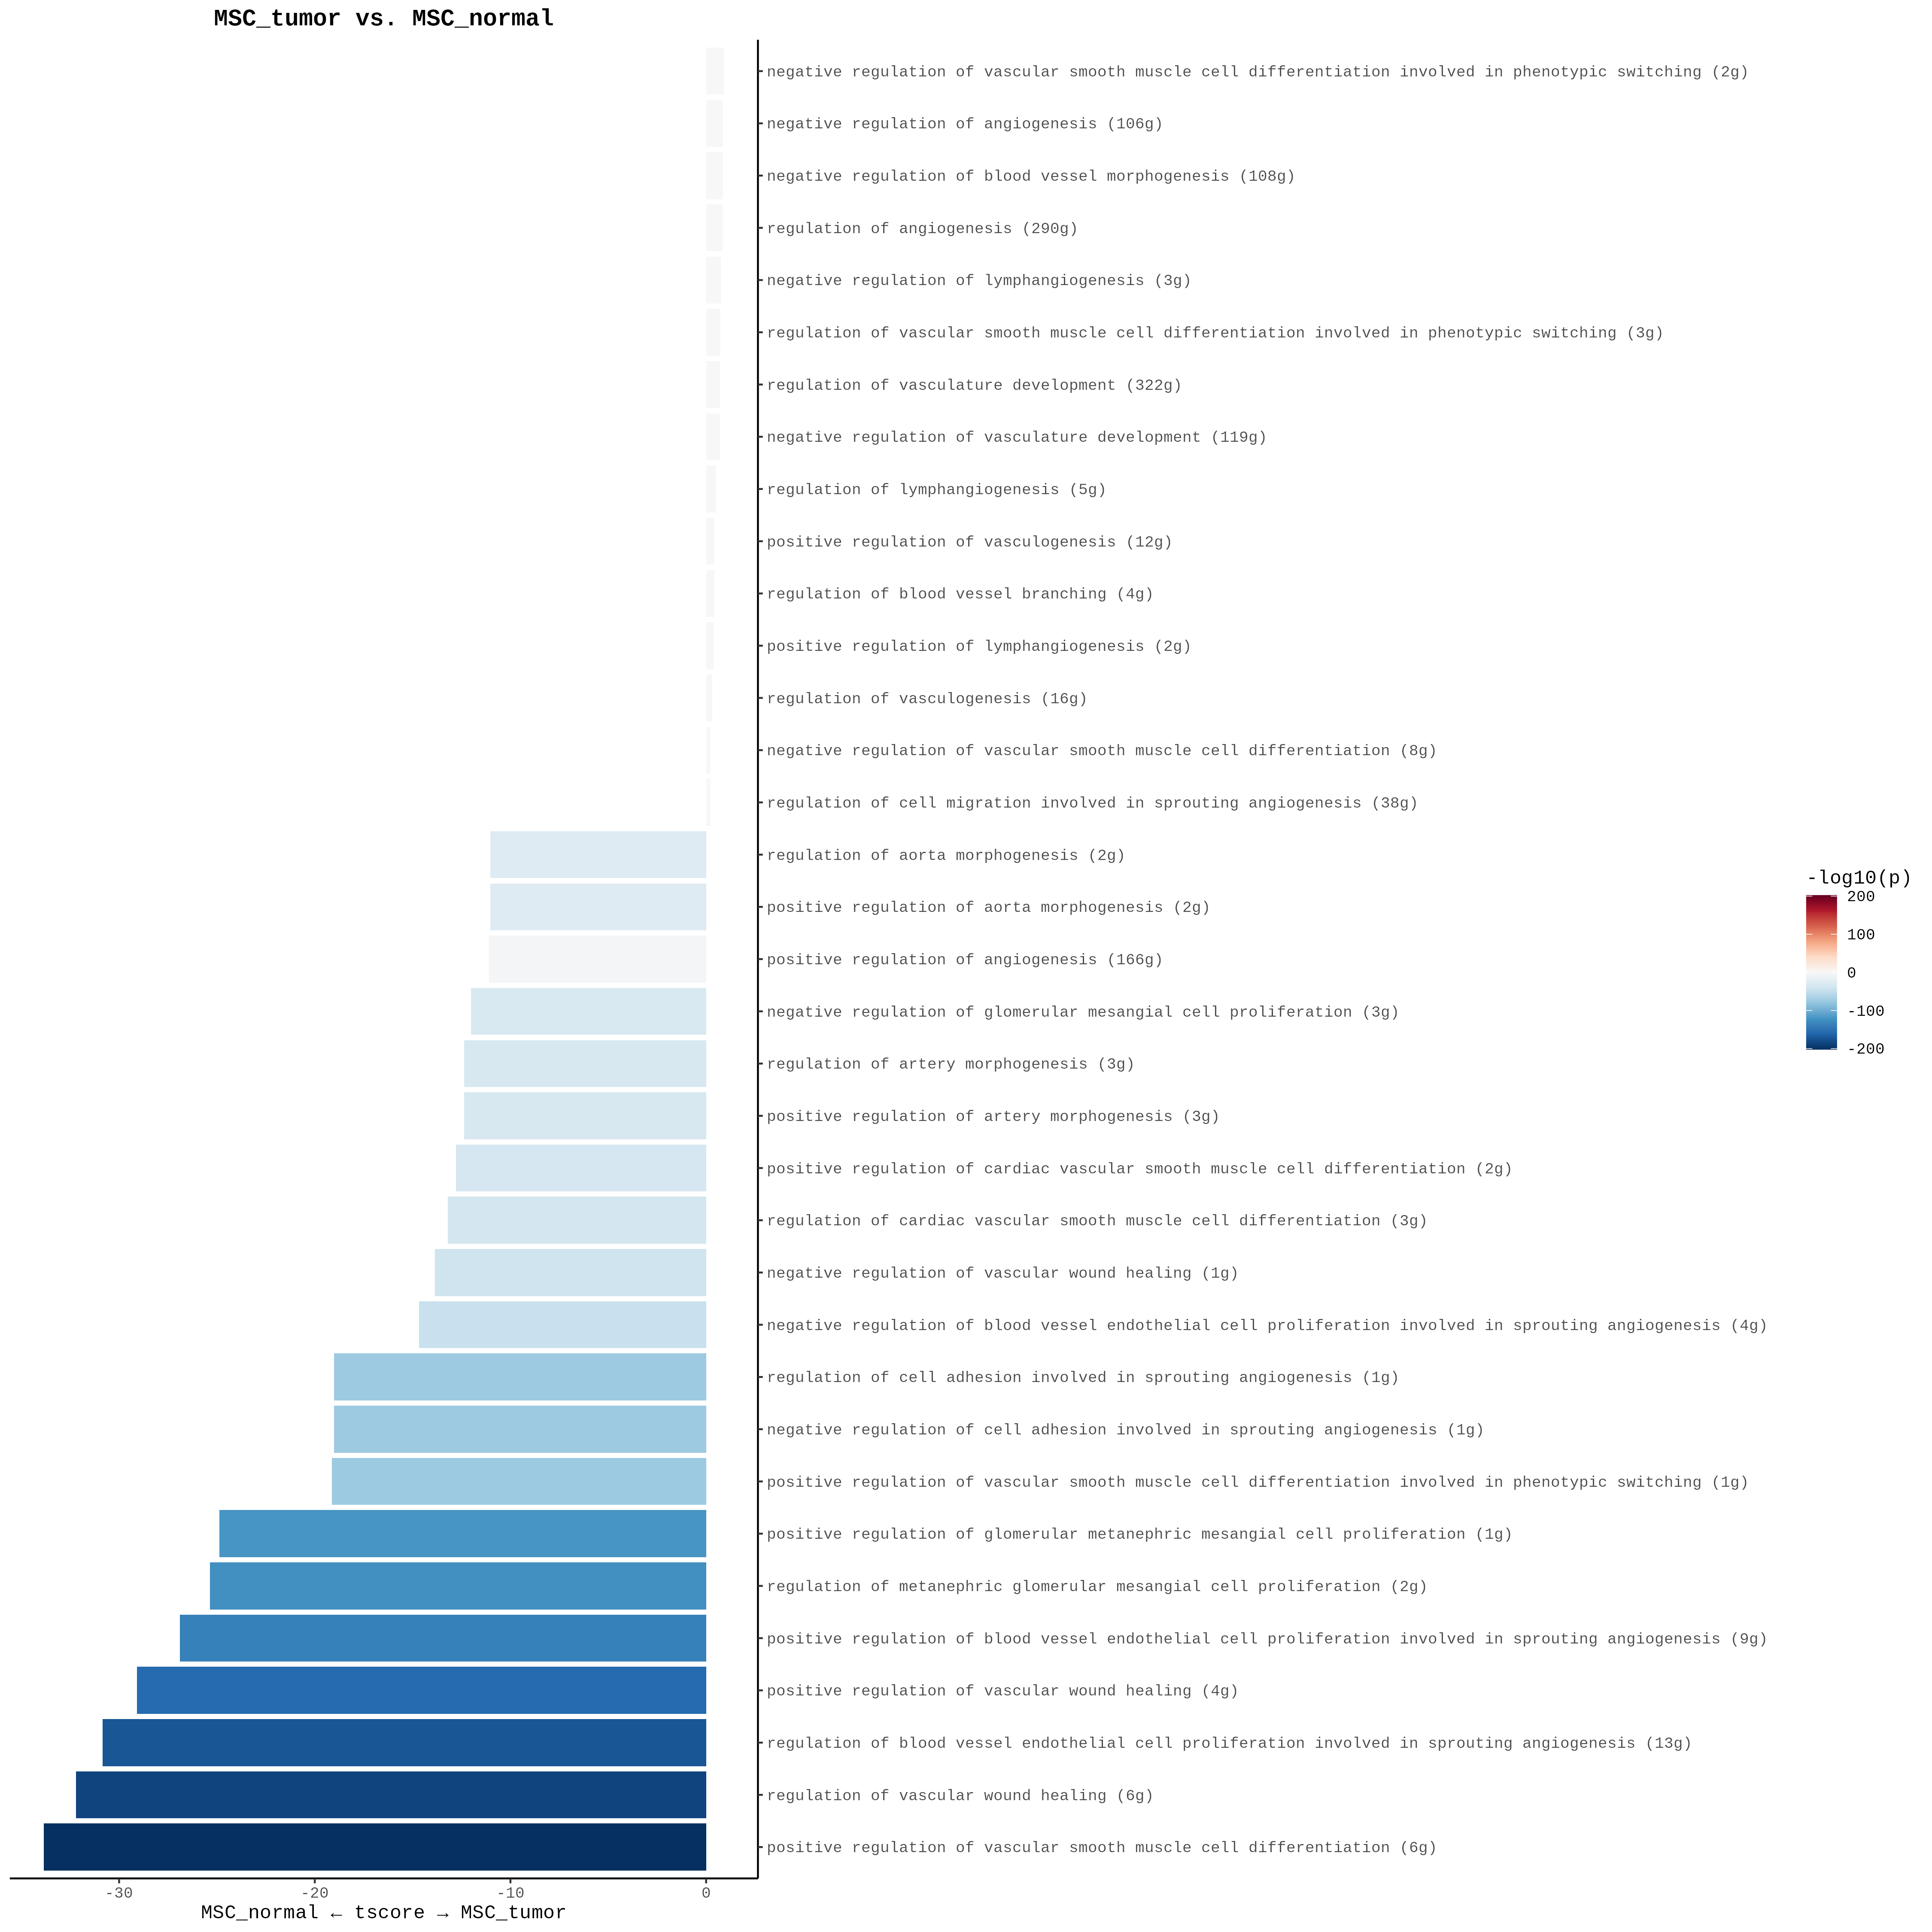 MSC_tumor vs. MSC_normal
negative regulation of vascular smooth muscle cell differentiation involved in phenotypic switching (2g)
negative regulation of angiogenesis (106g)
negative regulation of blood vessel morphogenesis (108g)
regulation of angiogenesis (290g)
negative regulation of lymphangiogenesis (3g)
regulation of vascular smooth muscle cell differentiation involved in phenotypic switching (3g)
regulation of vasculature development (322g)
negative regulation of vasculature development (119g)
regulation of lymphangiogenesis (5g)
positive regulation of vasculogenesis (12g)
regulation of blood vessel branching (4g)
positive regulation of lymphangiogenesis (2g)
regulation of vasculogenesis (16g)
negative regulation of vascular smooth muscle cell differentiation (8g)
regulation of cell migration involved in sprouting angiogenesis (38g)
regulation of aorta morphogenesis (2g)
positive regulation of aorta morphogenesis (2g)
positive regulation of angiogenesis (166g)
negative regulation of glomerular mesangial cell proliferation (3g)
regulation of artery morphogenesis (3g)
positive regulation of artery morphogenesis (3g)
positive regulation of cardiac vascular smooth muscle cell differentiation (2g)
regulation of cardiac vascular smooth muscle cell differentiation (3g)
negative regulation of vascular wound healing (1g)
negative regulation of blood vessel endothelial cell proliferation involved in sprouting angiogenesis (4g)
regulation of cell adhesion involved in sprouting angiogenesis (1g)
negative regulation of cell adhesion involved in sprouting angiogenesis (1g)
positive regulation of vascular smooth muscle cell differentiation involved in phenotypic switching (1g)
positive regulation of glomerular metanephric mesangial cell proliferation (1g)
regulation of metanephric glomerular mesangial cell proliferation (2g)
positive regulation of blood vessel endothelial cell proliferation involved in sprouting angiogenesis (9g)
positive regulation of vascular wound healing (4g)
regulation of blood vessel endothelial cell proliferation involved in sprouting angiogenesis (13g)
regulation of vascular wound healing (6g)
positive regulation of vascular smooth muscle cell differentiation (6g)
-30 -20 -10 0
MSC_normal ← tscore → MSC_tumor
-log10(p)
200
100
0
-100
-200